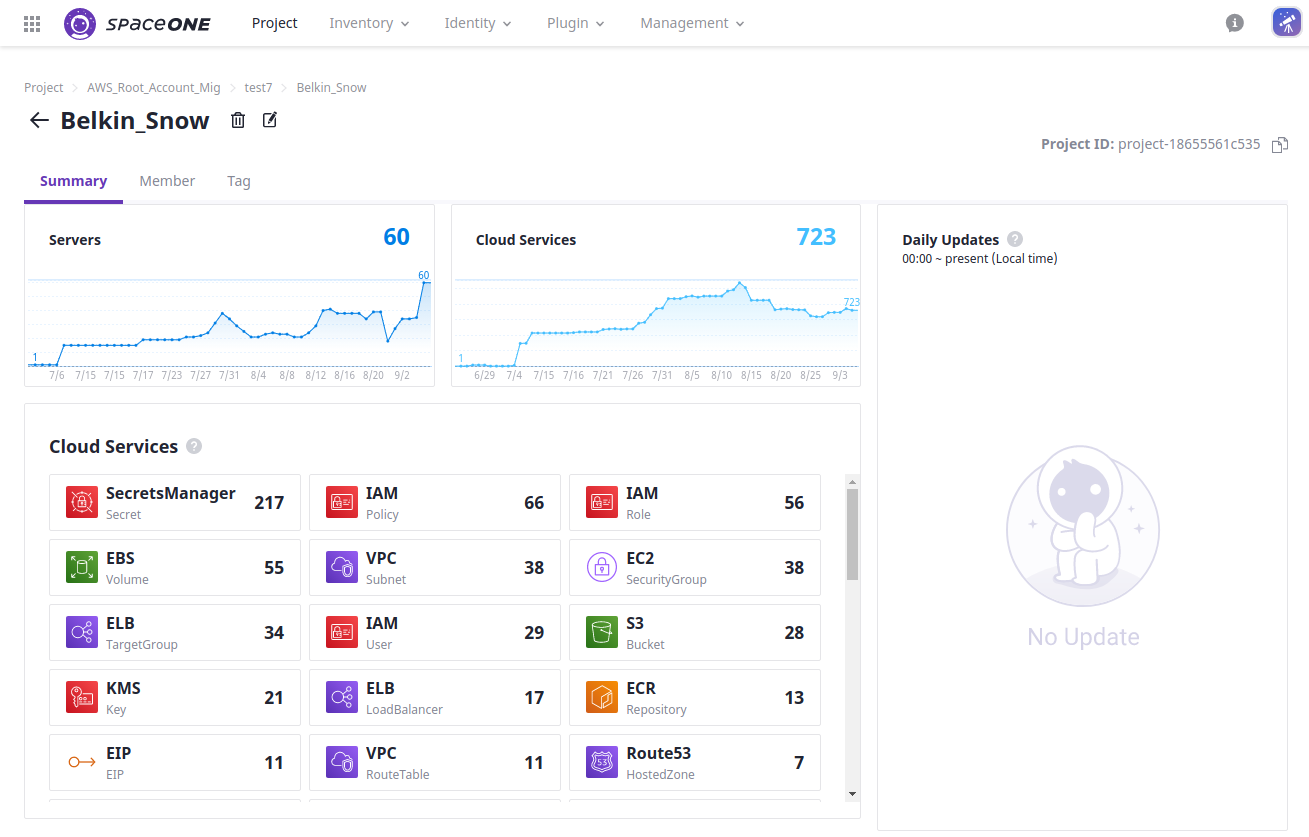 SPACEONE Project Inventory Identity Plugin Management
Project AWS_Root_Account_Mig test7 Belkin_Snow
Belkin_Snow
Project ID: project-18655561c535
Summary Member Tag
Servers 60
60
1
7/6 7/15 7/15 7/17 7/23 7/27 7/31 8/4 8/8 8/12 8/16 8/20 9/2
Cloud Services 723
723
1
6/29 7/4 7/15 7/16 7/21 7/26 7/31 8/5 8/10 8/15 8/20 8/25 9/3
Daily Updates ?
00:00 ~ present (Local time)
No Update
Cloud Services ?
SecretsManager 217
Secret
IAM 66
Policy
IAM 56
Role
EBS 55
Volume
VPC 38
Subnet
EC2 38
SecurityGroup
ELB 34
TargetGroup
IAM 29
User
S3 28
Bucket
KMS 21
Key
ELB 17
LoadBalancer
ECR 13
Repository
EIP 11
EIP
VPC 11
RouteTable
53
Route53 7
HostedZone